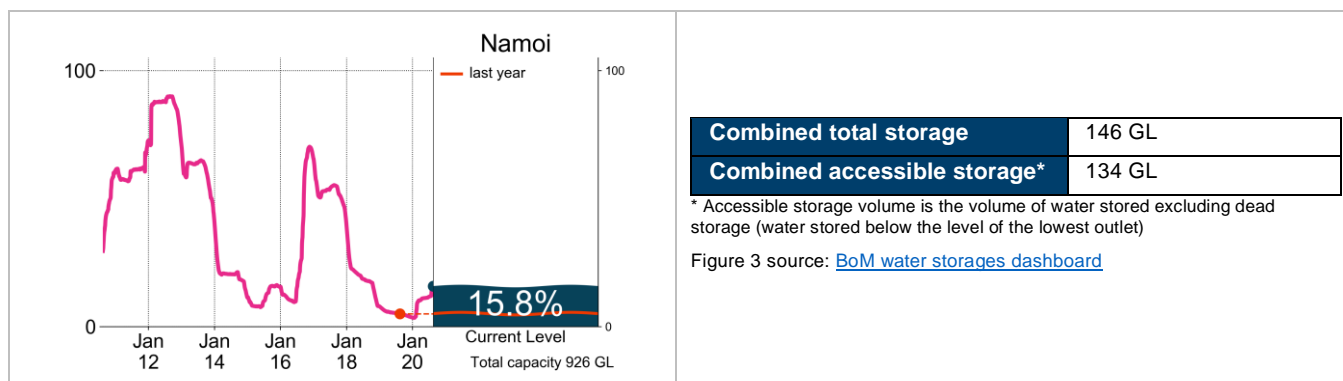 Namoi
last year
100
100
0
0
15.8%
Jan Jan Jan Jan Jan
12 14 16 18 20
Current Level
Total capacity 926 GL
Combined total storage 146 GL
Combined accessible storage* 134 GL
* Accessible storage volume is the volume of water stored excluding dead
storage (water stored below the level of the lowest outlet)
Figure 3 source: BoM water storages dashboard